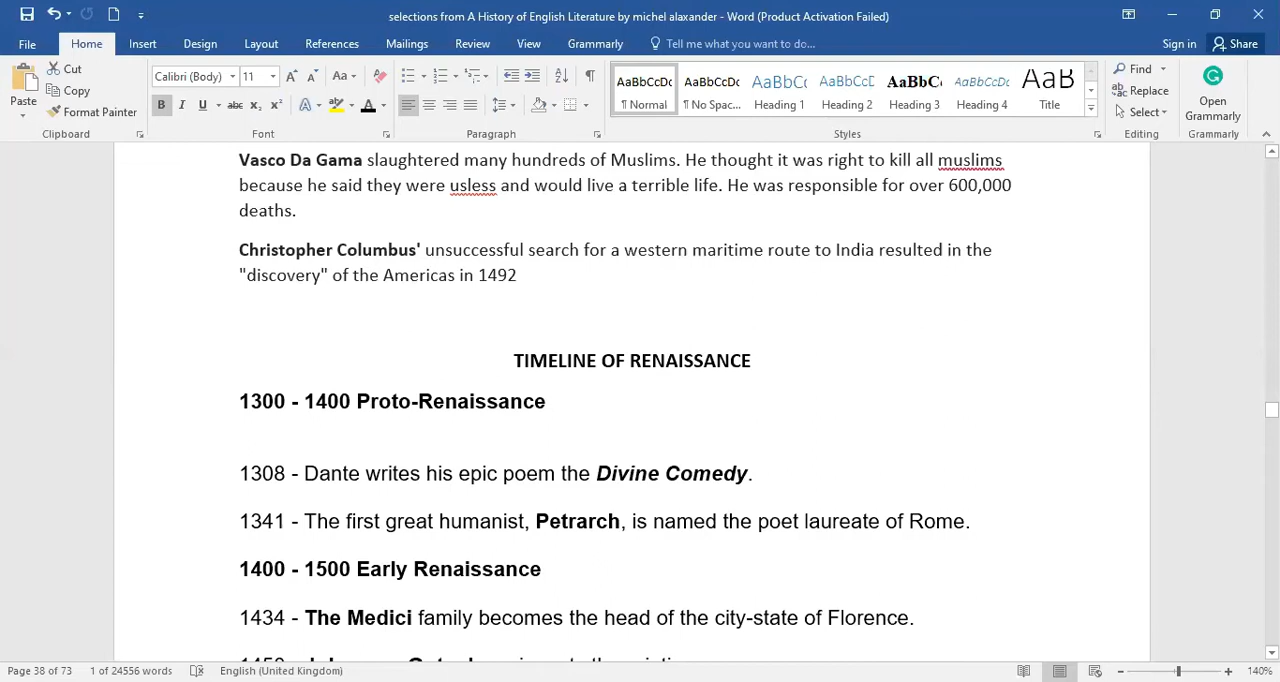 selections from A History of English Literature by michel alaxander - Word (Product Activation Failed)
File Home Insert Design Layout References Mailings Review View Grammarly Tell me what you want to do... Sign in Share
Paste Cut Copy Format Painter
Calibri (Body) 11 Aa
B I U abc x₂ x² A A
AaBbCcDc AaBbCcDc AaBbC AaBbCcD AaBbC AaBbCcDc AaB
¶ Normal ¶ No Spac... Heading 1 Heading 2 Heading 3 Heading 4 Title
Find Replace Select
Open Grammarly
Clipboard Font Paragraph Styles Editing Grammarly
Vasco Da Gama slaughtered many hundreds of Muslims. He thought it was right to kill all muslims
because he said they were usless and would live a terrible life. He was responsible for over 600,000
deaths.
Christopher Columbus' unsuccessful search for a western maritime route to India resulted in the
"discovery" of the Americas in 1492
TIMELINE OF RENAISSANCE
1300 - 1400 Proto-Renaissance
1308 - Dante writes his epic poem the Divine Comedy.
1341 - The first great humanist, Petrarch, is named the poet laureate of Rome.
1400 - 1500 Early Renaissance
1434 - The Medici family becomes the head of the city-state of Florence.
Page 38 of 73 1 of 24556 words English (United Kingdom) 140%